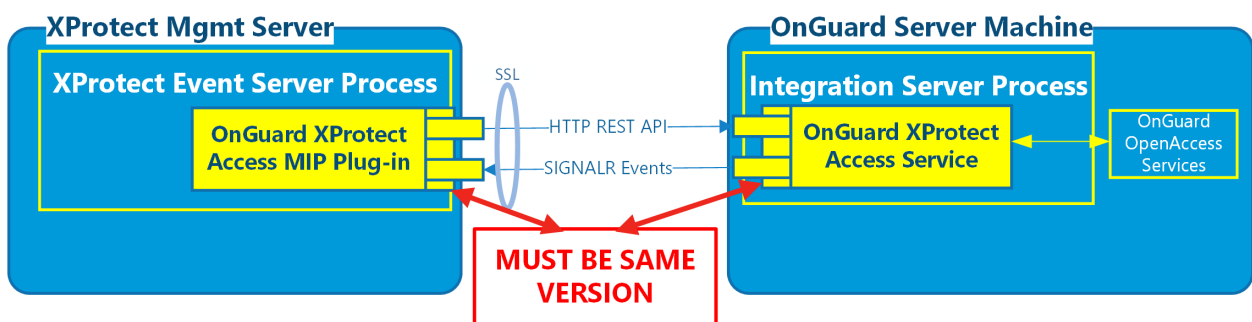 XProtect Mgmt Server
OnGuard Server Machine
XProtect Event Server Process
SSL
Integration Server Process
OnGuard XProtect
Access MIP Plug-in
HTTP REST API
SIGNALR Events
OnGuard XProtect
Access Service
OnGuard
OpenAccess
Services
MUST BE SAME
VERSION